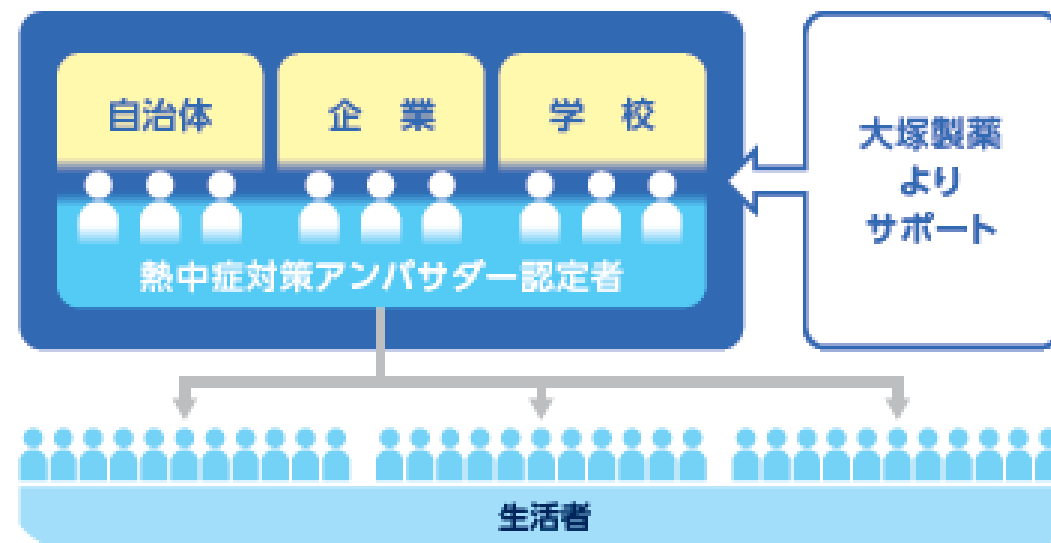 自治体
企 業
学 校
熱中症対策アンバサダー認定者
大塚製薬
より
サポート
生活者